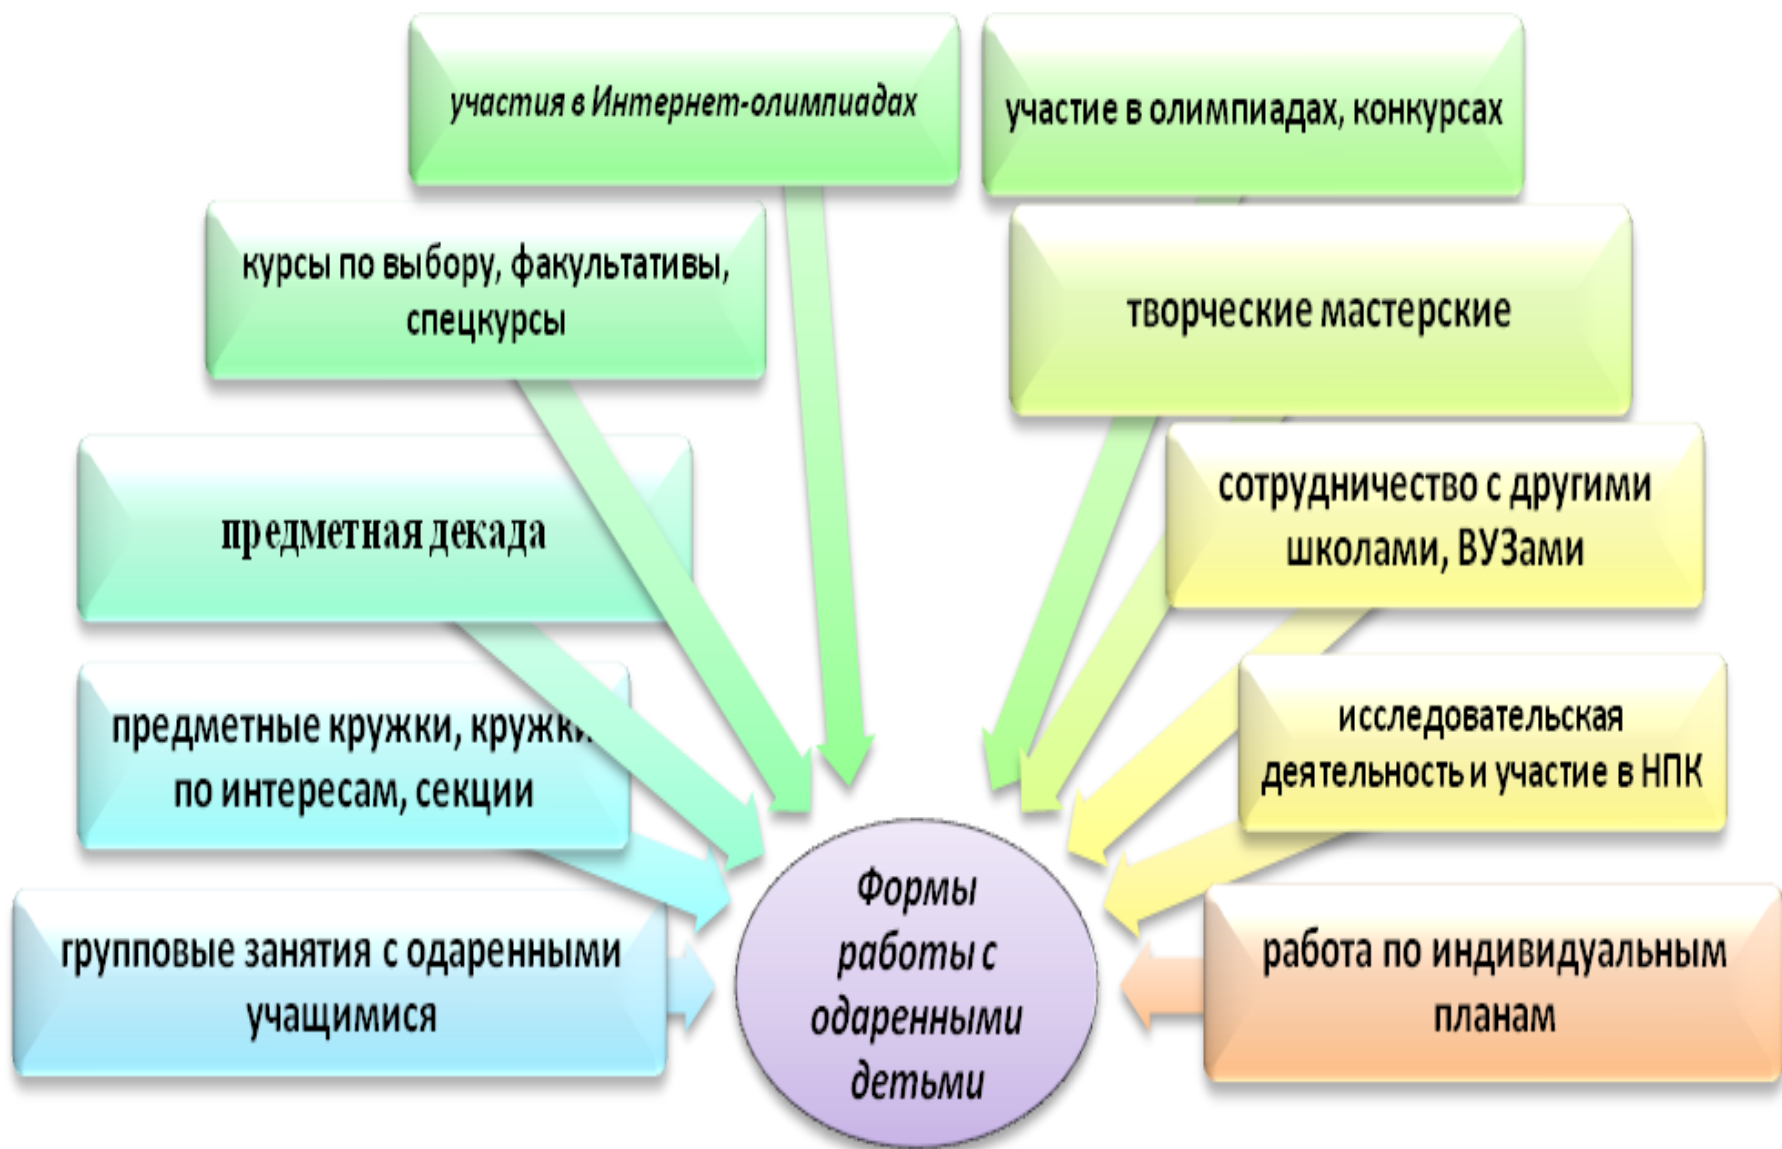 участия в Интернет-олимпиадах
участие в олимпиадах, конкурсах
курсы по выбору, факультативы,
спецкурсы
творческие мастерские
предметная декада
сотрудничество с другими
школами, ВУЗами
предметные кружки, кружки
по интересам, секции
исследовательская
деятельность и участие в НПК
групповые занятия с одаренными
учащимися
работа по индивидуальным
планам
Формы
работы с
одаренными
детьми